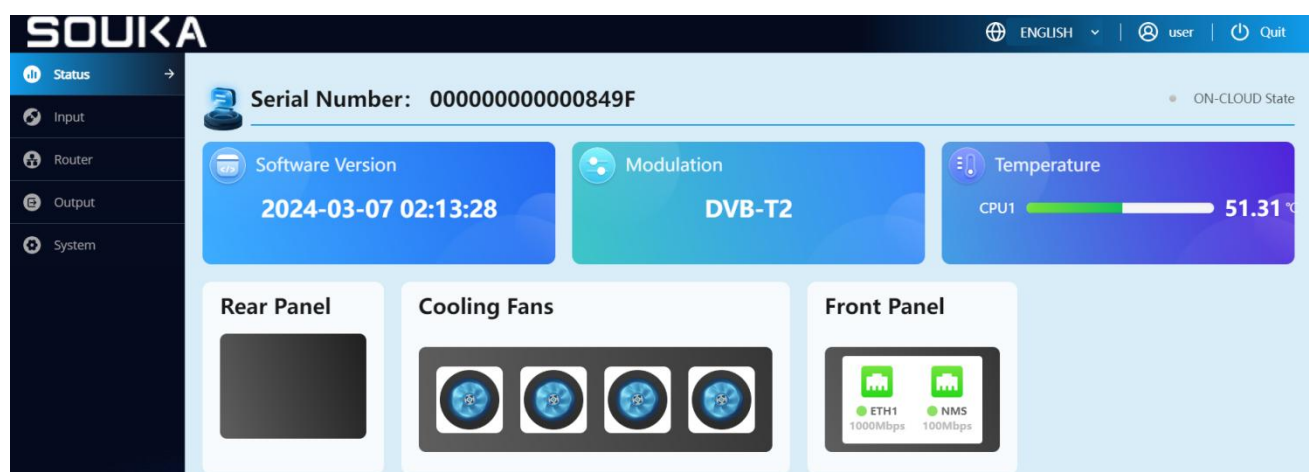 SOUKA
ENGLISH
user
Quit
Status
Input
Router
Output
System
Serial Number: 000000000000849F
ON-CLOUD State
Software Version
2024-03-07 02:13:28
Modulation
DVB-T2
Temperature
CPU1 51.31 ℃
Rear Panel
Cooling Fans
Front Panel
ETH1
1000Mbps
NMS
100Mbps